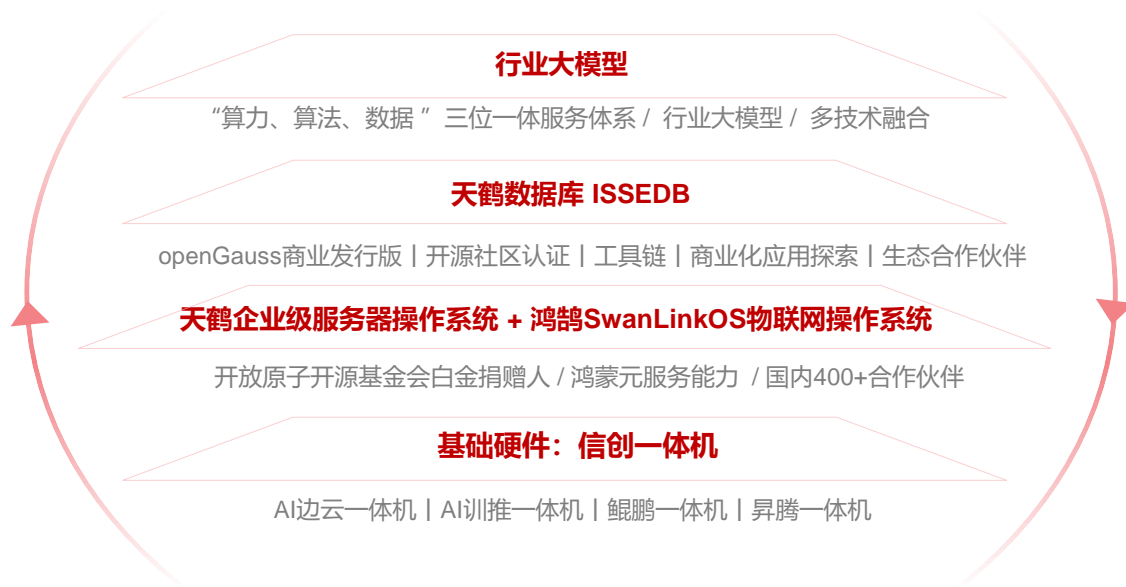 行业大模型
“算力、算法、数据 ”三位一体服务体系 / 行业大模型 / 多技术融合
天鹤数据库 ISSEDB
openGauss商业发行版丨开源社区认证丨工具链丨商业化应用探索丨生态合作伙伴
天鹤企业级服务器操作系统 + 鸿鹄SwanLinkOS物联网操作系统
开放原子开源基金会白金捐赠人 / 鸿蒙元服务能力 / 国内400+合作伙伴
基础硬件：信创一体机
AI边云一体机丨AI训推一体机丨鲲鹏一体机丨昇腾一体机